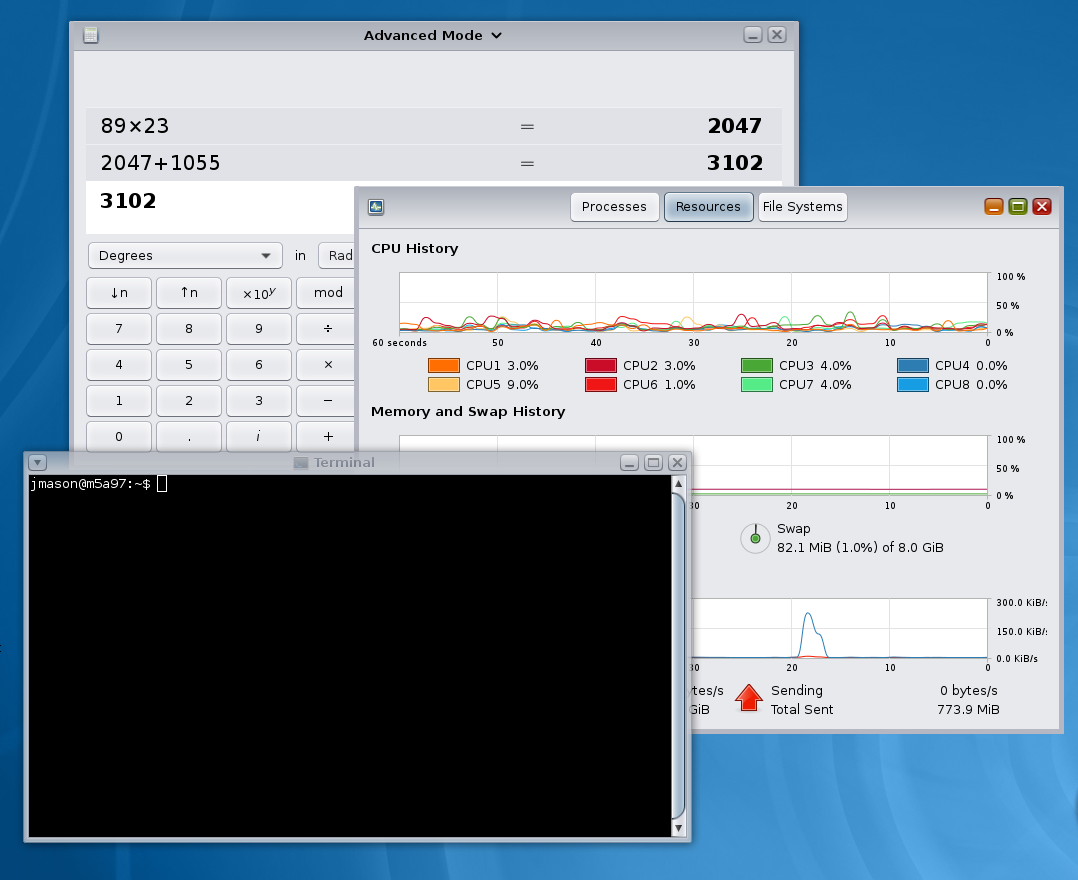 Advanced Mode
89×23 = 2047
2047+1055 = 3102
3102
Degrees in Rad
↓n ↑n ×10y mod
7 8 9 ÷
4 5 6 ×
1 2 3 −
0 . i +
Processes Resources File Systems
CPU History
100 %
50 %
0 %
60 seconds 50 40 30 20 10 0
CPU1 3.0% CPU2 3.0% CPU3 4.0% CPU4 0.0%
CPU5 9.0% CPU6 1.0% CPU7 4.0% CPU8 0.0%
Memory and Swap History
100 %
50 %
0 %
20 10 0
Swap
82.1 MiB (1.0%) of 8.0 GiB
300.0 KiB/s
150.0 KiB/s
0.0 KiB/s
20 10 0
Sending 0 bytes/s
GiB Total Sent 773.9 MiB
Terminal
jmason@m5a97:~$